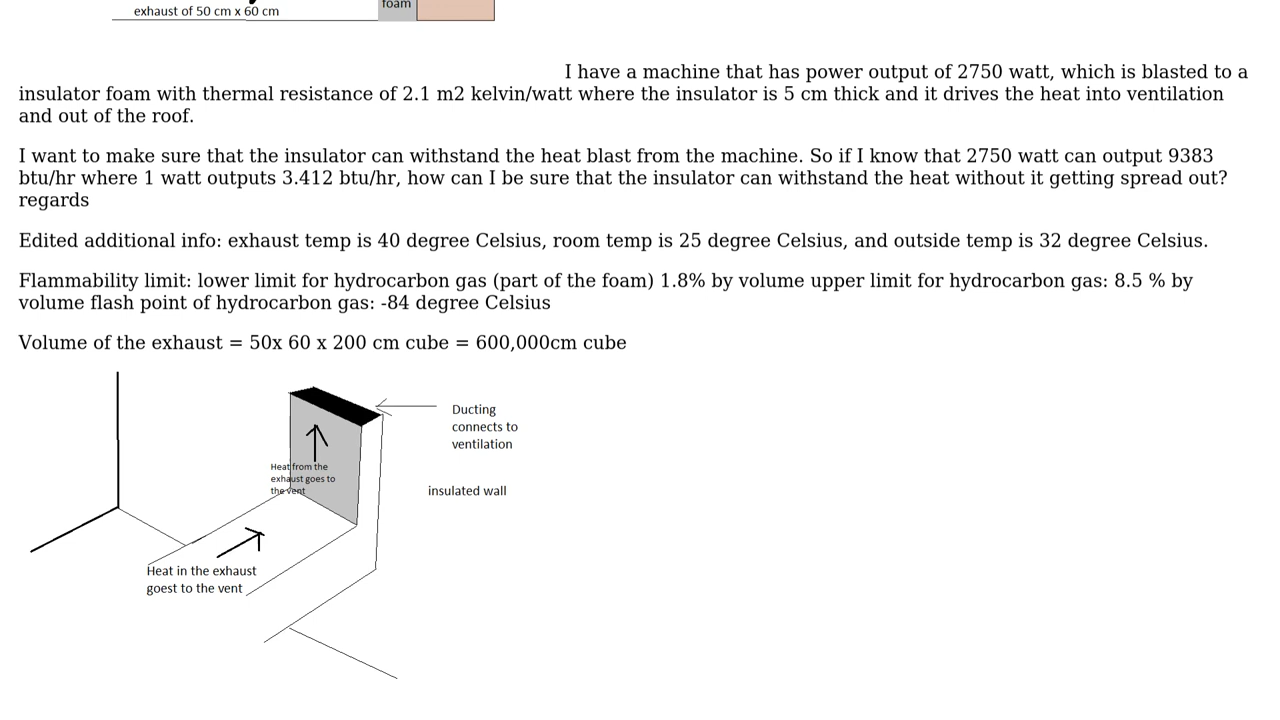 foam
exhaust of 50 cm x 60 cm
I have a machine that has power output of 2750 watt, which is blasted to a
insulator foam with thermal resistance of 2.1 m2 kelvin/watt where the insulator is 5 cm thick and it drives the heat into ventilation
and out of the roof.
I want to make sure that the insulator can withstand the heat blast from the machine. So if I know that 2750 watt can output 9383
btu/hr where 1 watt outputs 3.412 btu/hr, how can I be sure that the insulator can withstand the heat without it getting spread out?
regards
Edited additional info: exhaust temp is 40 degree Celsius, room temp is 25 degree Celsius, and outside temp is 32 degree Celsius.
Flammability limit: lower limit for hydrocarbon gas (part of the foam) 1.8% by volume upper limit for hydrocarbon gas: 8.5 % by
volume flash point of hydrocarbon gas: -84 degree Celsius
Volume of the exhaust = 50x 60 x 200 cm cube = 600,000cm cube
Ducting
connects to
ventilation
Heat from the
exhaust goes to
the vent
insulated wall
Heat in the exhaust
goest to the vent